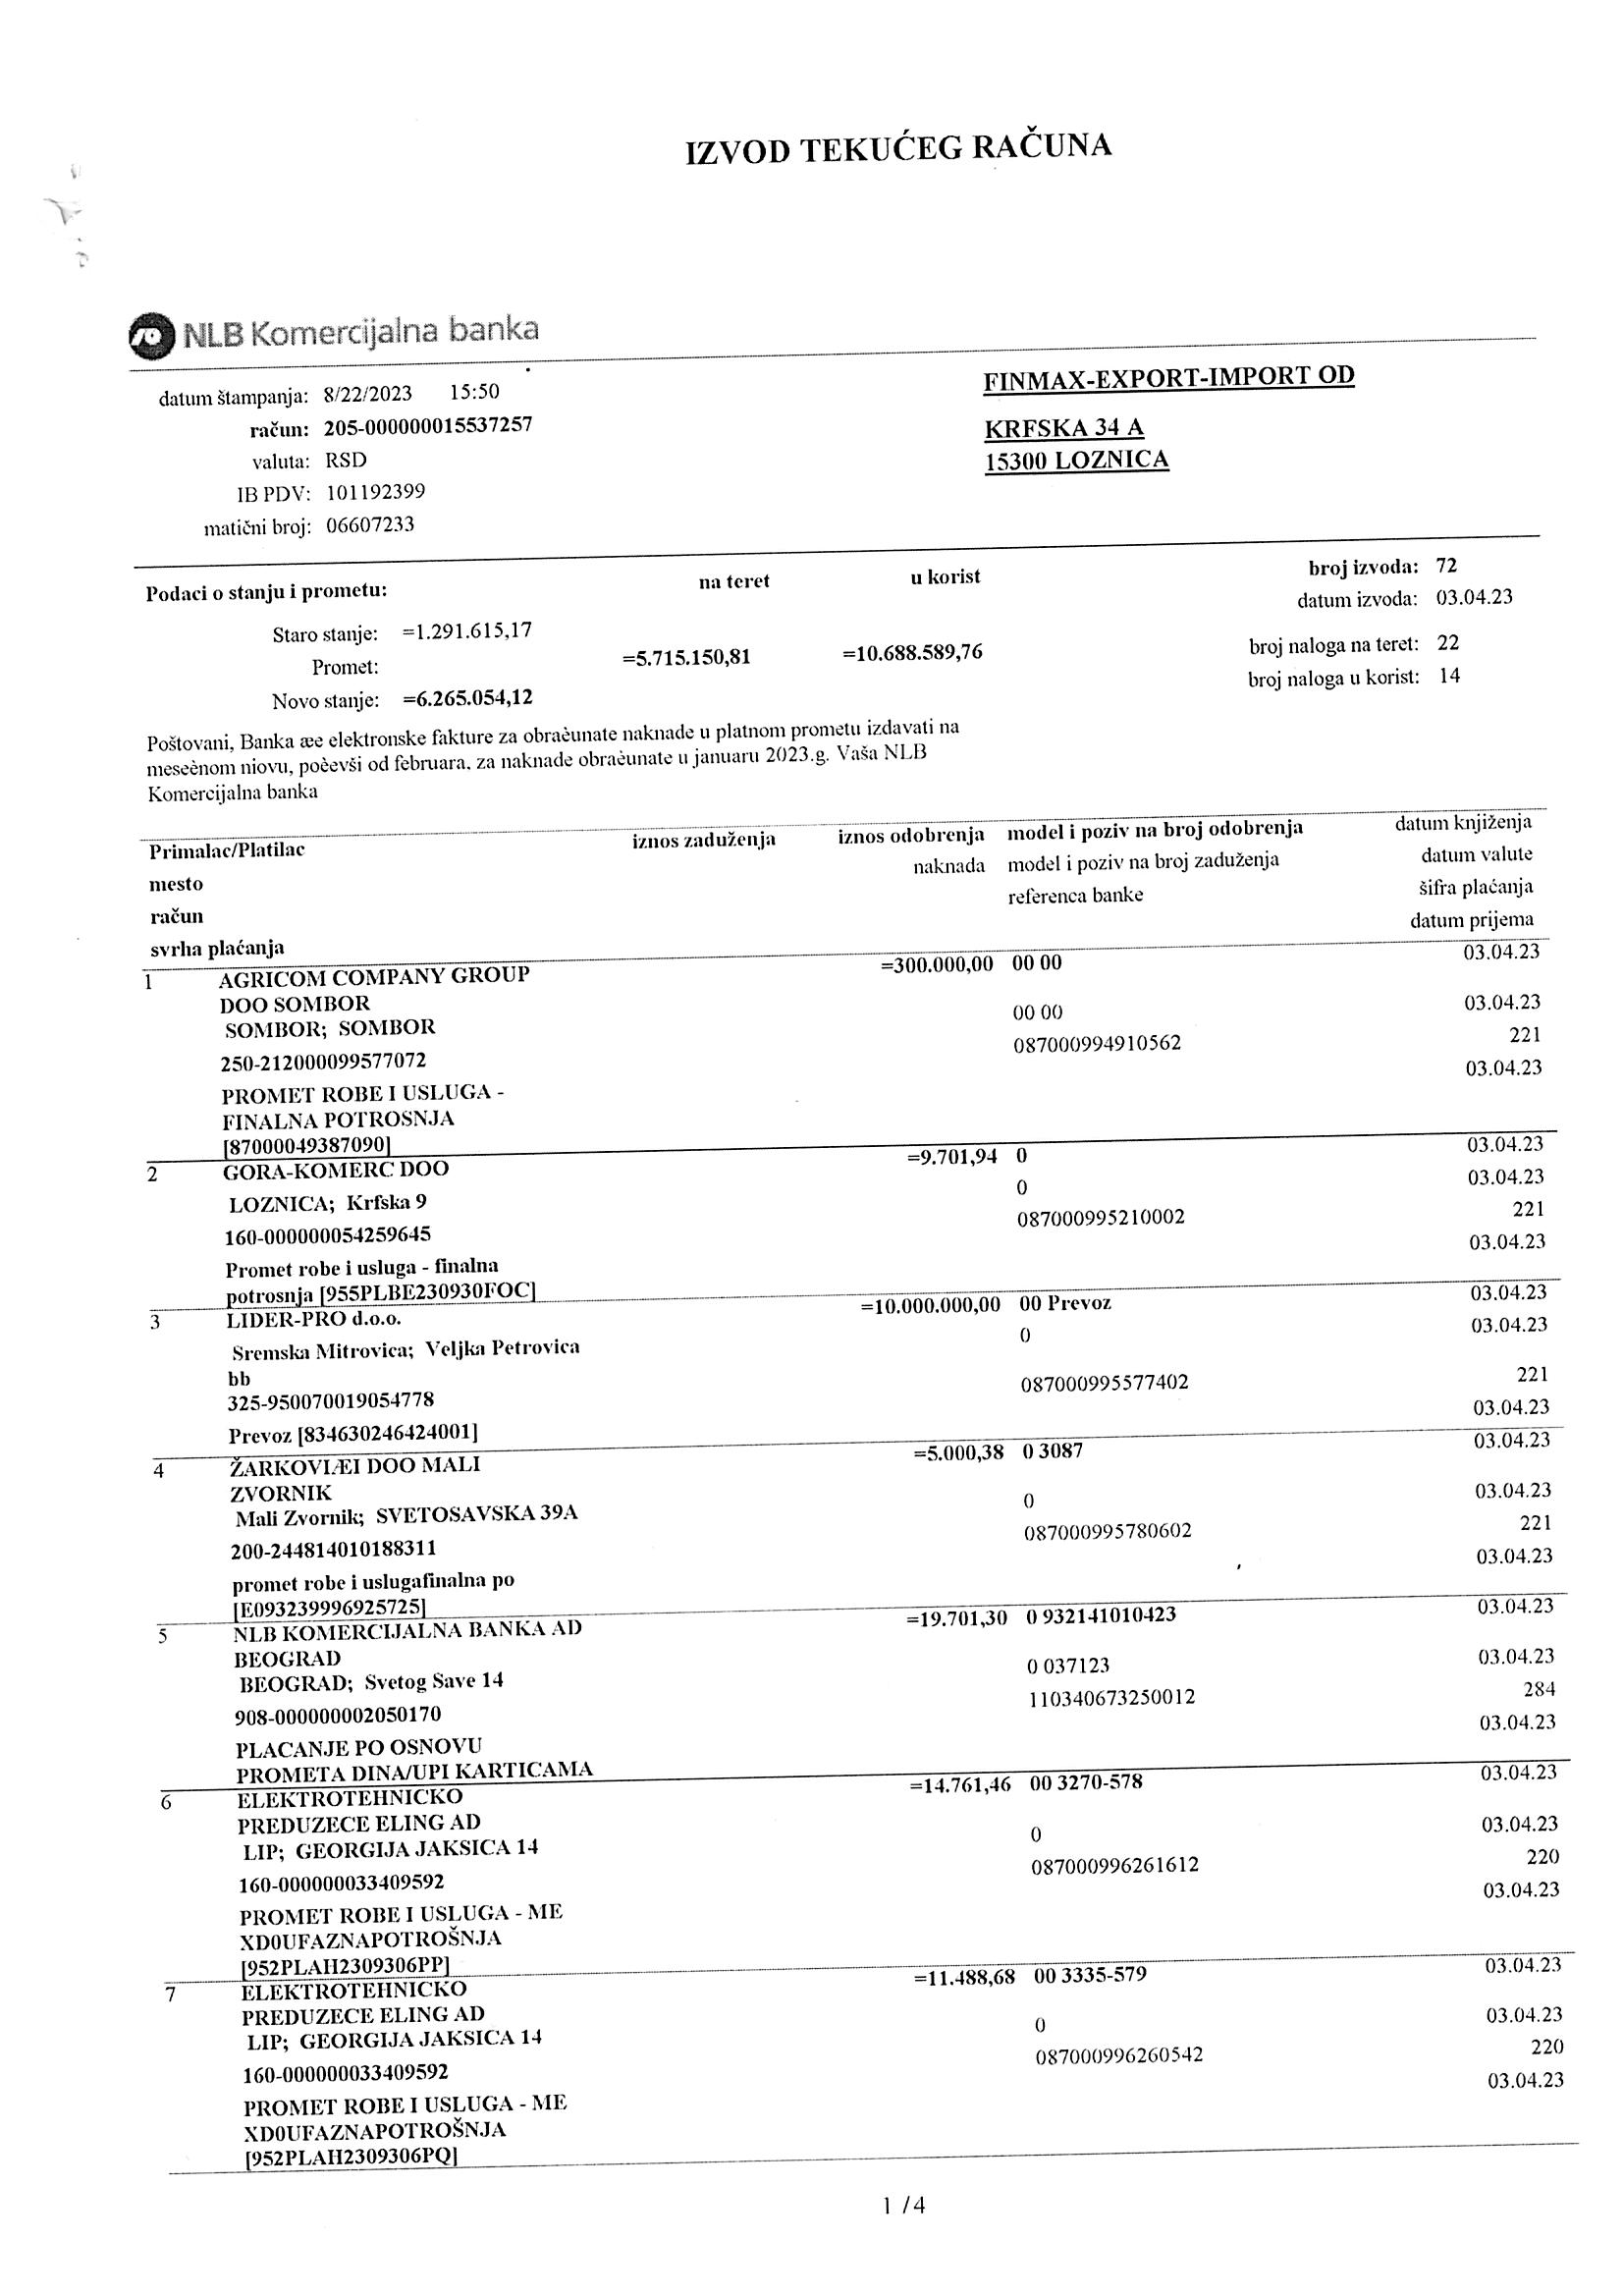 IZVOD TEKUĆEG RAČUNA
NLB Komercijalna banka
datum štampanja: 8/22/2023 15:50
račun: 205-000000015537257
valuta: RSD
IB PDV: 101192399
matični broj: 06607233
FINMAX-EXPORT-IMPORT OD
KRFSKA 34 A
15300 LOZNICA
Podaci o stanju i prometu: na teret u korist
Staro stanje: =1.291.615,17
Promet: =5.715.150,81 =10.688.589,76
Novo stanje: =6.265.054,12
broj izvoda: 72
datum izvoda: 03.04.23
broj naloga na teret: 22
broj naloga u korist: 14
Poštovani, Banka æe elektronske fakture za obraèunate naknade u platnom prometu izdavati na
meseènom niovu, poèevši od februara. za naknade obraèunate u januaru 2023.g. Vaša NLB
Komercijalna banka
Primalac/Platilac iznos zaduženja iznos odobrenja model i poziv na broj odobrenja datum knjiženja
mesto naknada model i poziv na broj zaduženja datum valute
račun referenca banke šifra plaćanja
svrha plaćanja datum prijema
1 AGRICOM COMPANY GROUP =300.000,00 00 00 03.04.23
DOO SOMBOR
SOMBOR; SOMBOR 00 00 03.04.23
250-212000099577072 087000994910562 221
03.04.23
PROMET ROBE I USLUGA -
FINALNA POTROSNJA
[87000049387090]
2 GORA-KOMERC DOO =9.701,94 0 03.04.23
LOZNICA; Krfska 9 0 03.04.23
160-000000054259645 087000995210002 221
Promet robe i usluga - finalna 03.04.23
potrosnja [955PLBE230930FOC]
3 LIDER-PRO d.o.o. =10.000.000,00 00 Prevoz 03.04.23
Sremska Mitrovica; Veljka Petrovica 0 03.04.23
bb
325-950070019054778 087000995577402 221
Prevoz [834630246424001] 03.04.23
4 ŽARKOVIÆI DOO MALI =5.000,38 0 3087 03.04.23
ZVORNIK
Mali Zvornik; SVETOSAVSKA 39A 0 03.04.23
200-244814010188311 087000995780602 221
promet robe i uslugafinalna po 03.04.23
[E093239996925725]
5 NLB KOMERCIJALNA BANKA AD =19.701,30 0 932141010423 03.04.23
BEOGRAD
BEOGRAD; Svetog Save 14 0 037123 03.04.23
908-000000002050170 110340673250012 284
PLACANJE PO OSNOVU 03.04.23
PROMETA DINA/UPI KARTICAMA
6 ELEKTROTEHNICKO =14.761,46 00 3270-578 03.04.23
PREDUZECE ELING AD
LIP; GEORGIJA JAKSICA 14 0 03.04.23
160-000000033409592 087000996261612 220
PROMET ROBE I USLUGA - ME 03.04.23
XD0UFAZNAPOTROŠNJA
[952PLAH2309306PP]
7 ELEKTROTEHNICKO =11.488,68 00 3335-579 03.04.23
PREDUZECE ELING AD
LIP; GEORGIJA JAKSICA 14 0 03.04.23
160-000000033409592 087000996260542 220
PROMET ROBE I USLUGA - ME 03.04.23
XD0UFAZNAPOTROŠNJA
[952PLAH2309306PQ]
1 /4